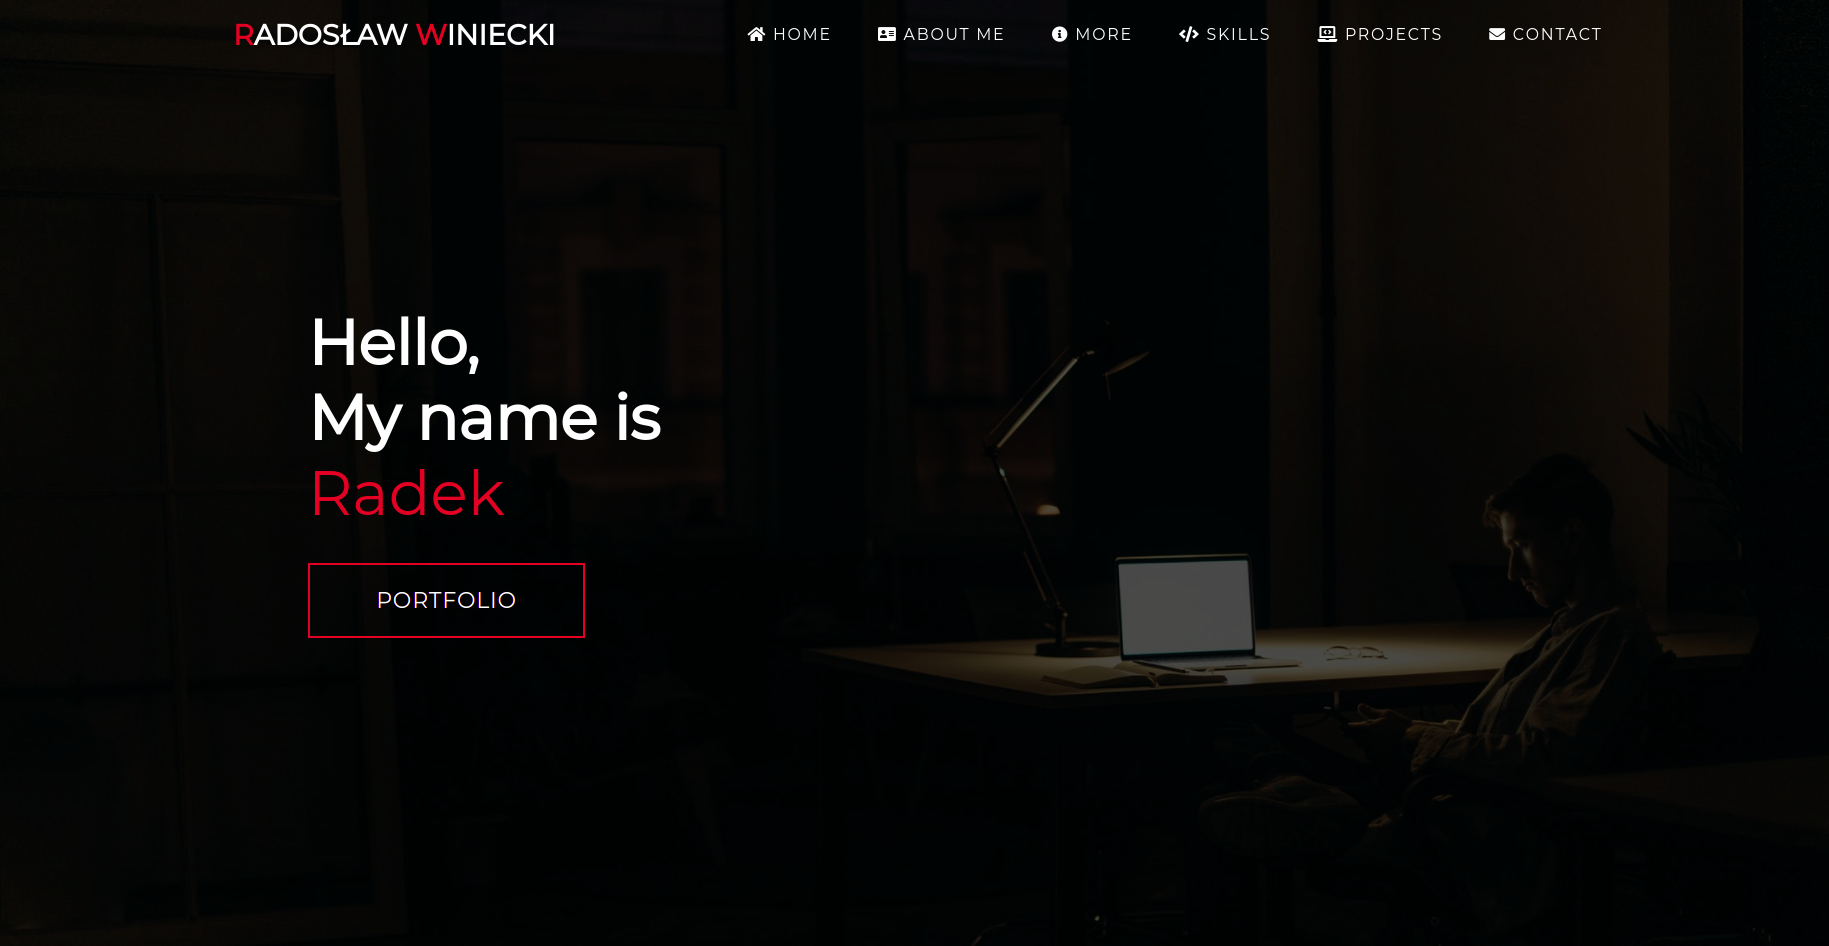 RADOSŁAW WINIECKI
HOME ABOUT ME MORE SKILLS PROJECTS CONTACT
Hello,
My name is
Radek
PORTFOLIO